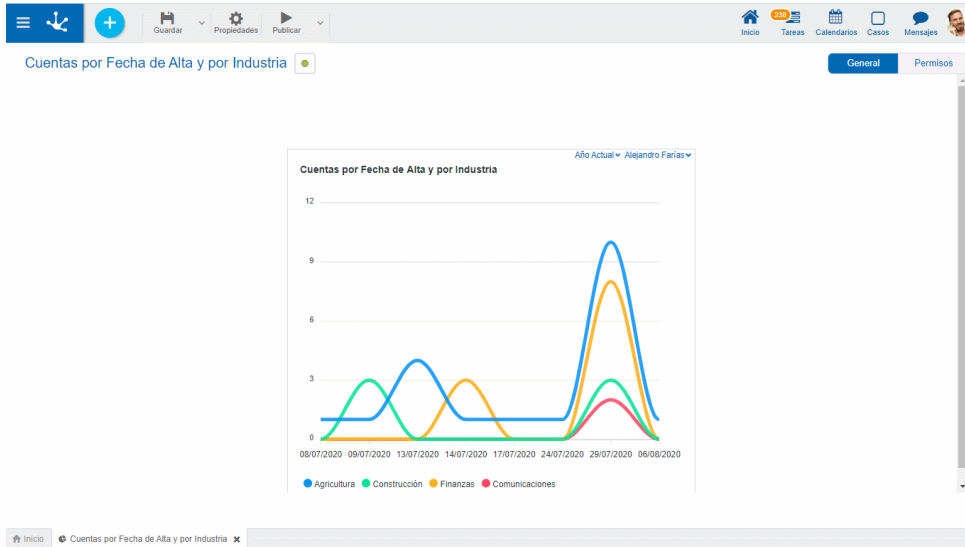 Guardar
Propiedades
Publicar
Inicio
238
Tareas
Calendarios
Casos
Mensajes
Cuentas por Fecha de Alta y por Industria
General
Permisos
Año Actual Alejandro Farías
Cuentas por Fecha de Alta y por Industria
12
9
6
3
0
08/07/2020 09/07/2020 13/07/2020 14/07/2020 17/07/2020 24/07/2020 29/07/2020 06/08/2020
Agricultura Construcción Finanzas Comunicaciones
Inicio
Cuentas por Fecha de Alta y por Industria